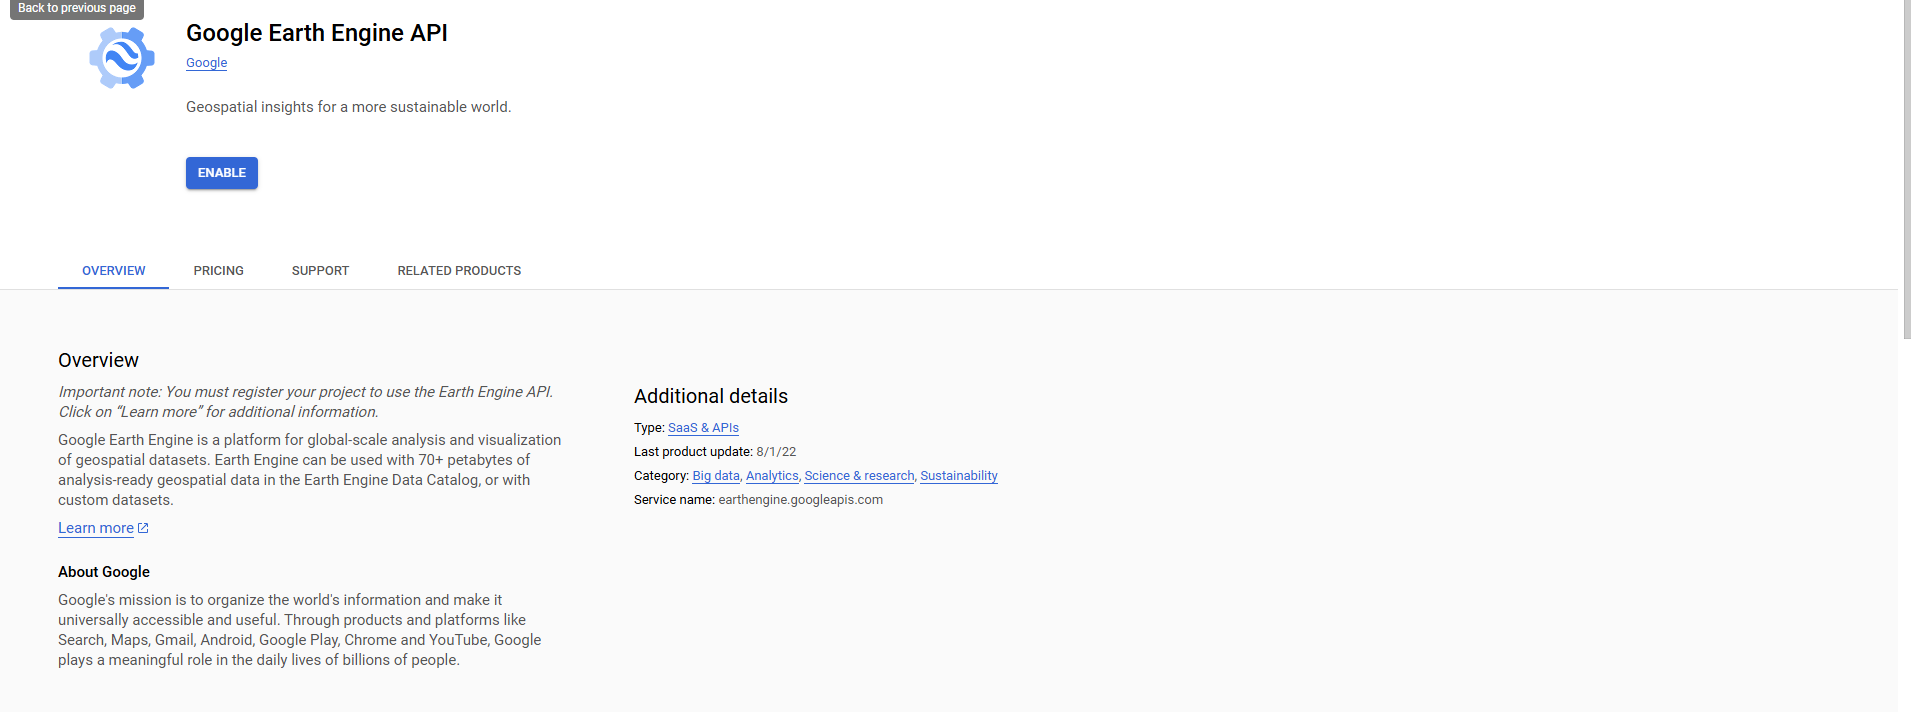 Back to previous page
Google Earth Engine API
Google
Geospatial insights for a more sustainable world.
ENABLE
OVERVIEW PRICING SUPPORT RELATED PRODUCTS
Overview
Important note: You must register your project to use the Earth Engine API.
Click on “Learn more” for additional information.
Google Earth Engine is a platform for global-scale analysis and visualization
of geospatial datasets. Earth Engine can be used with 70+ petabytes of
analysis-ready geospatial data in the Earth Engine Data Catalog, or with
custom datasets.
Learn more
About Google
Google's mission is to organize the world's information and make it
universally accessible and useful. Through products and platforms like
Search, Maps, Gmail, Android, Google Play, Chrome and YouTube, Google
plays a meaningful role in the daily lives of billions of people.
Additional details
Type: SaaS & APIs
Last product update: 8/1/22
Category: Big data, Analytics, Science & research, Sustainability
Service name: earthengine.googleapis.com